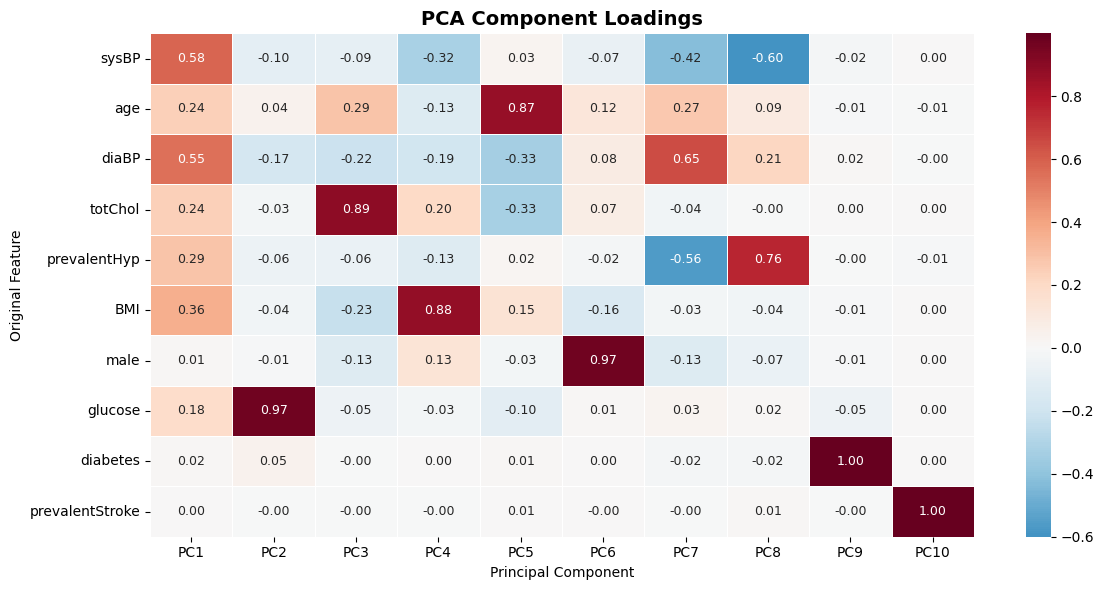 PCA Component Loadings
Original Feature
sysBP 0.58 -0.10 -0.09 -0.32 0.03 -0.07 -0.42 -0.60 -0.02 0.00
age 0.24 0.04 0.29 -0.13 0.87 0.12 0.27 0.09 -0.01 -0.01
diaBP 0.55 -0.17 -0.22 -0.19 -0.33 0.08 0.65 0.21 0.02 -0.00
totChol 0.24 -0.03 0.89 0.20 -0.33 0.07 -0.04 -0.00 0.00 0.00
prevalentHyp 0.29 -0.06 -0.06 -0.13 0.02 -0.02 -0.56 0.76 -0.00 -0.01
BMI 0.36 -0.04 -0.23 0.88 0.15 -0.16 -0.03 -0.04 -0.01 0.00
male 0.01 -0.01 -0.13 0.13 -0.03 0.97 -0.13 -0.07 -0.01 0.00
glucose 0.18 0.97 -0.05 -0.03 -0.10 0.01 0.03 0.02 -0.05 0.00
diabetes 0.02 0.05 -0.00 0.00 0.01 0.00 -0.02 -0.02 1.00 0.00
prevalentStroke 0.00 -0.00 -0.00 -0.00 0.01 -0.00 -0.00 0.01 -0.00 1.00
PC1 PC2 PC3 PC4 PC5 PC6 PC7 PC8 PC9 PC10
Principal Component
0.8
0.6
0.4
0.2
0.0
−0.2
−0.4
−0.6